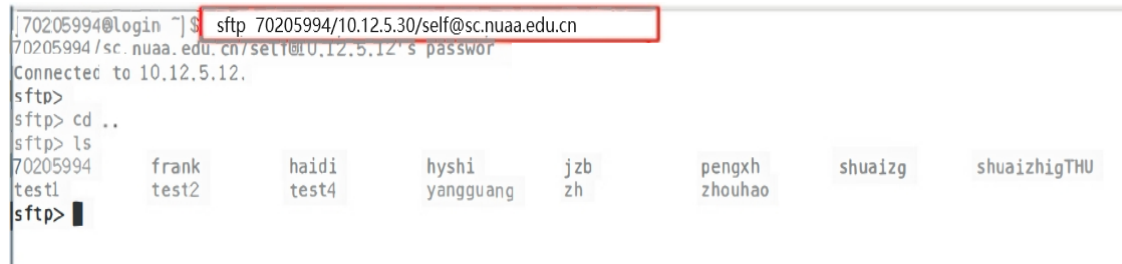 [70205994@login ~]$ sftp 70205994/10.12.5.30/self@sc.nuaa.edu.cn
70205994/sc.nuaa.edu.cn/self@10.12.5.12's passwor
Connected to 10.12.5.12.
sftp>
sftp> cd ..
sftp> ls
70205994 frank haidi hyshi jzb pengxh shuaizg shuaizhigTHU
test1 test2 test4 yangguang zh zhouhao
sftp>